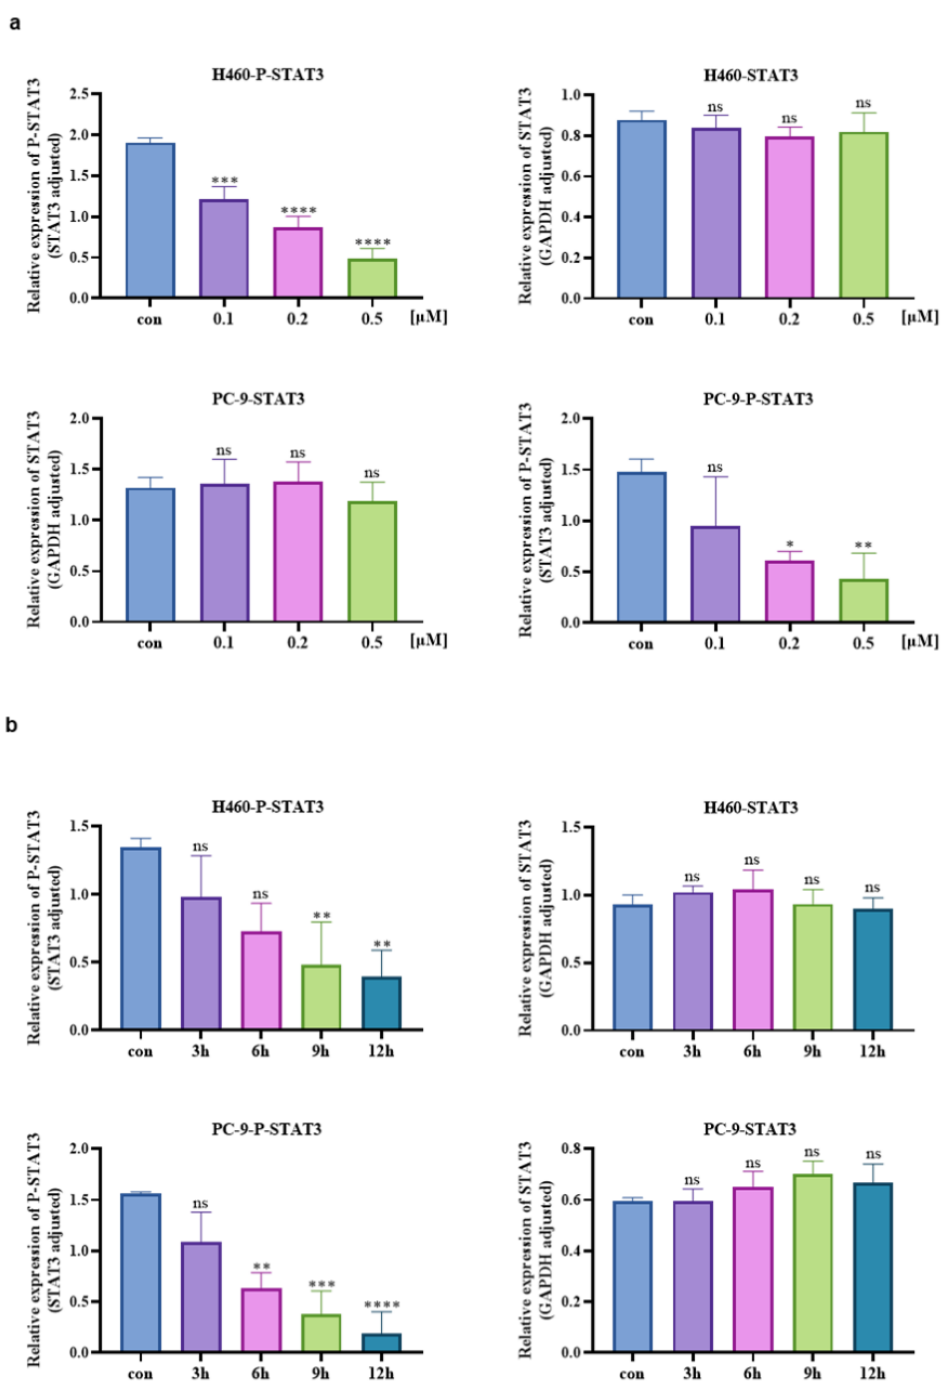 a
H460-P-STAT3
Relative expression of P-STAT3
(STAT3 adjusted)
2.5
2.0
1.5
1.0
0.5
0.0
***
****
****
con 0.1 0.2 0.5 [µM]
H460-STAT3
Relative expression of STAT3
(GAPDH adjusted)
1.0
0.8
0.6
0.4
0.2
0.0
ns
ns
ns
con 0.1 0.2 0.5 [µM]
PC-9-STAT3
Relative expression of STAT3
(GAPDH adjusted)
2.0
1.5
1.0
0.5
0.0
ns
ns
ns
con 0.1 0.2 0.5 [µM]
PC-9-P-STAT3
Relative expression of P-STAT3
(STAT3 adjusted)
2.0
1.5
1.0
0.5
0.0
ns
*
**
con 0.1 0.2 0.5 [µM]
b
H460-P-STAT3
Relative expression of P-STAT3
(STAT3 adjusted)
1.5
1.0
0.5
0.0
ns
ns
**
**
con 3h 6h 9h 12h
H460-STAT3
Relative expression of STAT3
(GAPDH adjusted)
1.5
1.0
0.5
0.0
ns
ns
ns
ns
con 3h 6h 9h 12h
PC-9-P-STAT3
Relative expression of P-STAT3
(STAT3 adjusted)
2.0
1.5
1.0
0.5
0.0
ns
**
***
****
con 3h 6h 9h 12h
PC-9-STAT3
Relative expression of STAT3
(GAPDH adjusted)
0.8
0.6
0.4
0.2
0.0
ns
ns
ns
ns
con 3h 6h 9h 12h